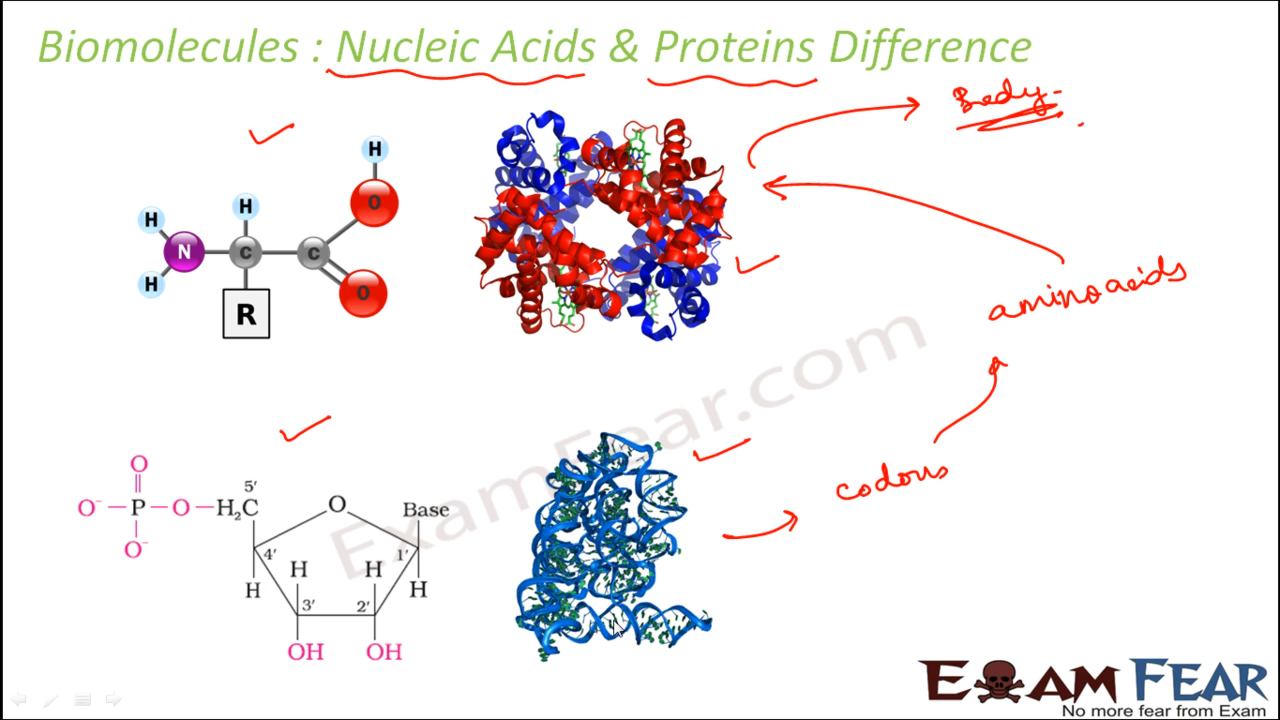 Biomolecules : Nucleic Acids & Proteins Difference
Body
H
H
O
H
N
C
C
H
O
R
amino acids
ExamFear.com
codons
O
O⁻ P O H₂C 5′ O Base
O⁻
4′ 1′
H H H H
3′ 2′
OH OH
EXAM FEAR
No more fear from Exam